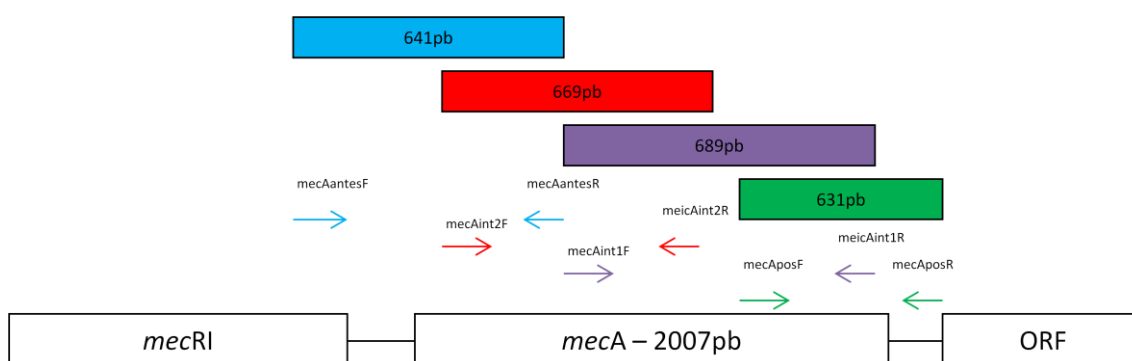 641pb
669pb
689pb
631pb
mecAantesF
mecAantesR
mecAint2F
meicAint2R
mecAint1F
meicAint1R
mecAposF
mecAposR
mecRI
mecA – 2007pb
ORF